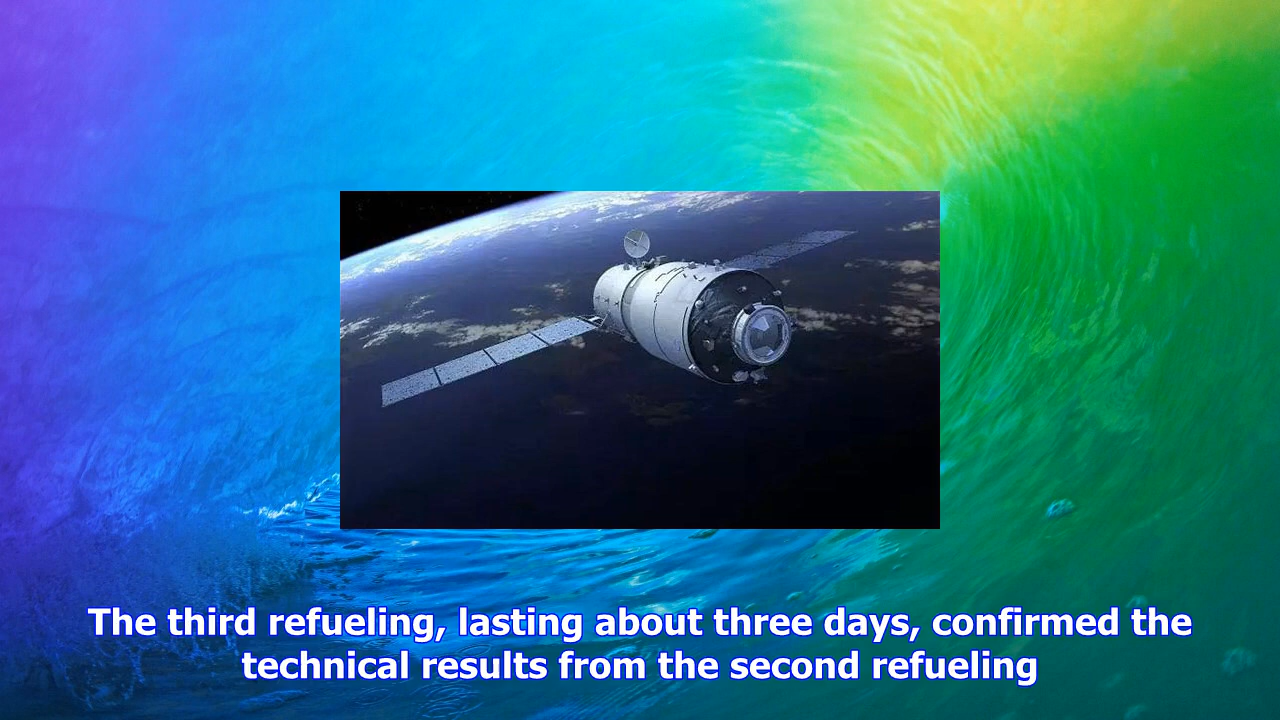 The third refueling, lasting about three days, confirmed the
technical results from the second refueling